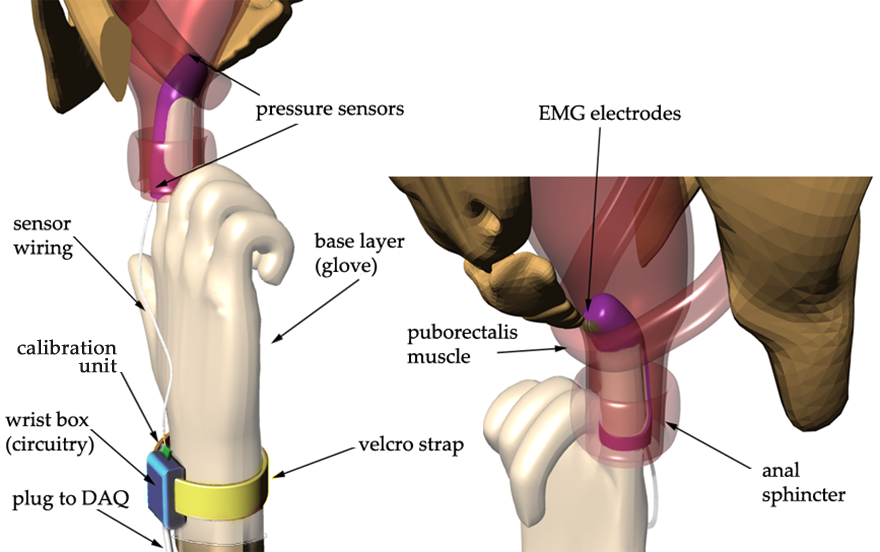 pressure sensors
EMG electrodes
sensor
wiring
base layer
(glove)
puborectalis
muscle
calibration
unit
wrist box
(circuitry)
velcro strap
plug to DAQ
anal
sphincter